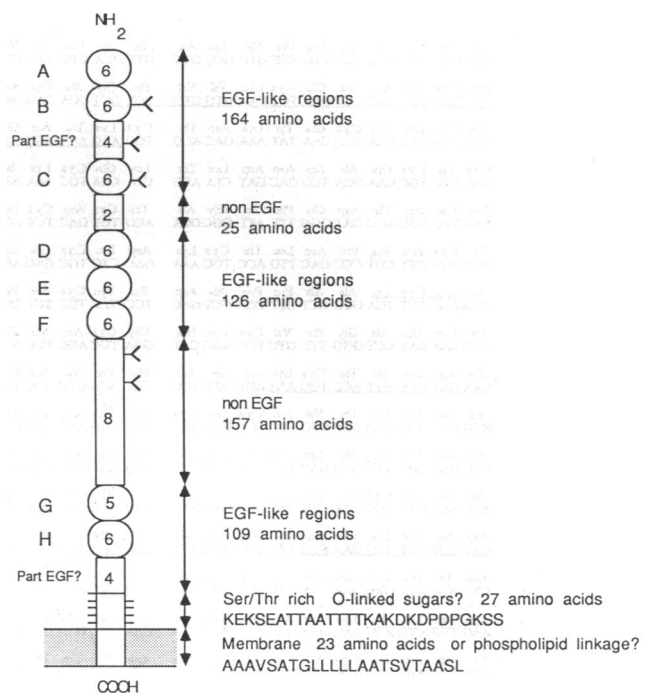 NH
2
A
6
B
6
EGF-like regions
164 amino acids
Part EGF?
4
C
6
2
non EGF
25 amino acids
D
6
E
6
EGF-like regions
126 amino acids
F
6
8
non EGF
157 amino acids
G
5
EGF-like regions
109 amino acids
H
6
Part EGF?
4
Ser/Thr rich O-linked sugars? 27 amino acids
KEKSEATTAATTTTKAKDKDPDPGKSS
Membrane 23 amino acids or phospholipid linkage?
AAAVSATGLLLLLAATSVTAASL
COOH